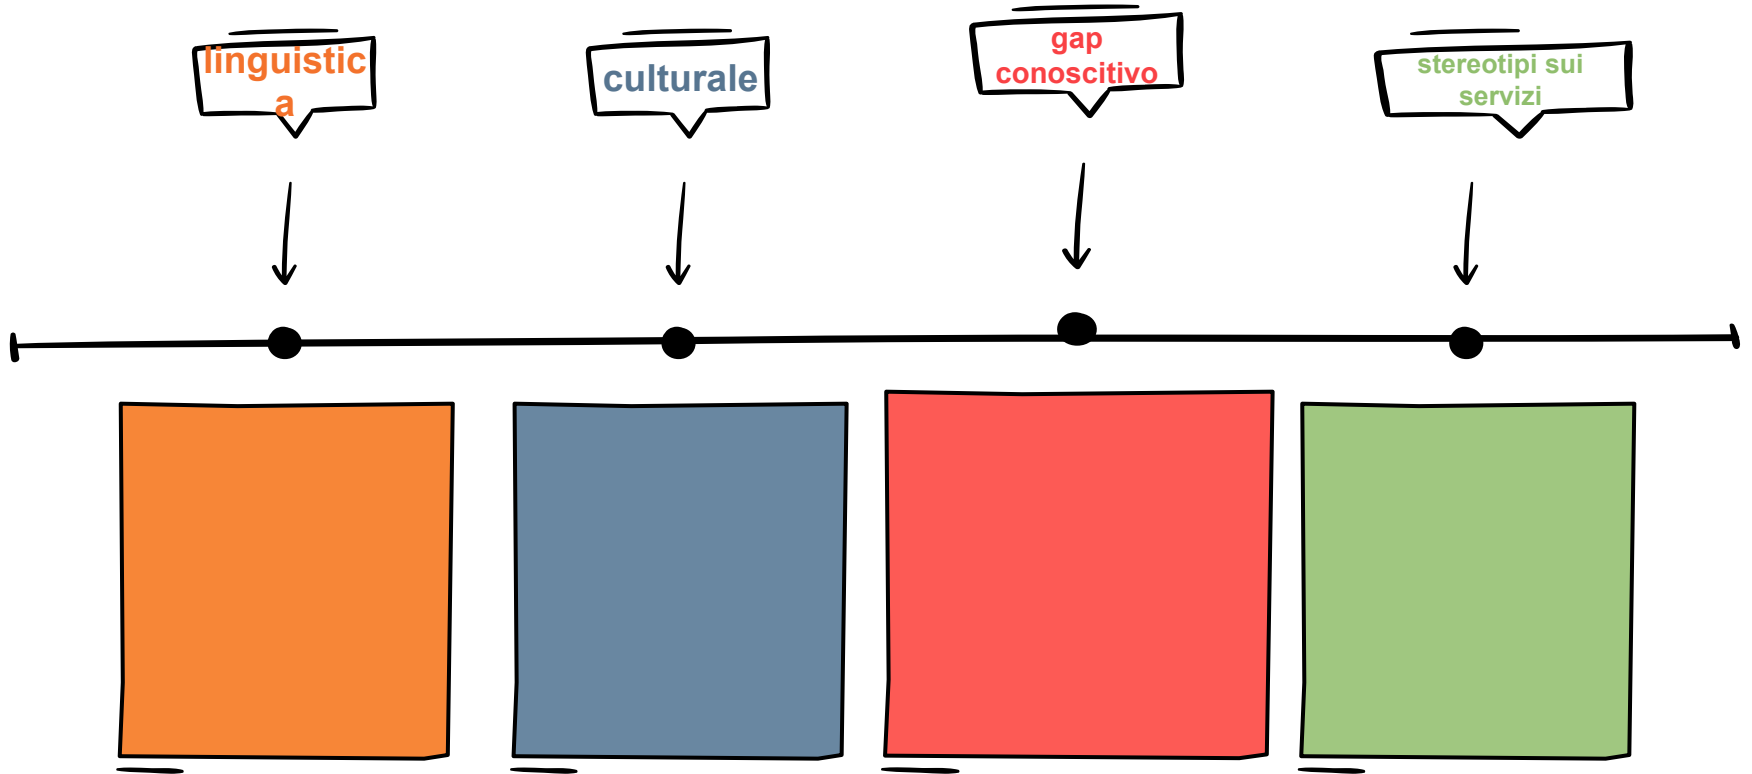 linguistic
a
culturale
gap
conoscitivo
stereotipi sui
servizi